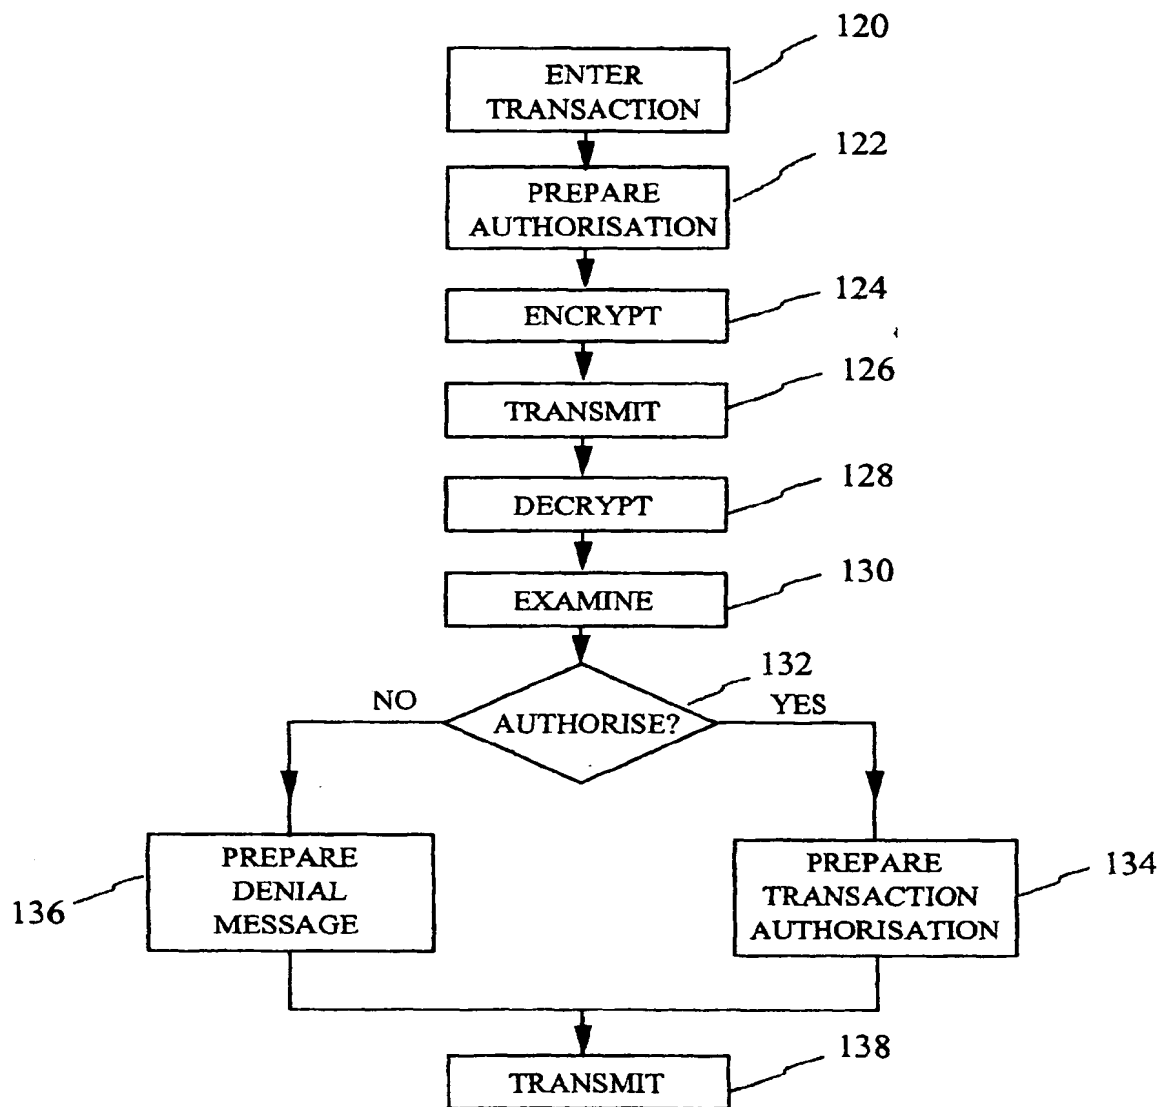 120
ENTER
TRANSACTION
122
PREPARE
AUTHORISATION
124
ENCRYPT
126
TRANSMIT
128
DECRYPT
130
EXAMINE
132
NO
AUTHORISE?
YES
PREPARE
DENIAL
MESSAGE
136
PREPARE
TRANSACTION
AUTHORISATION
134
138
TRANSMIT